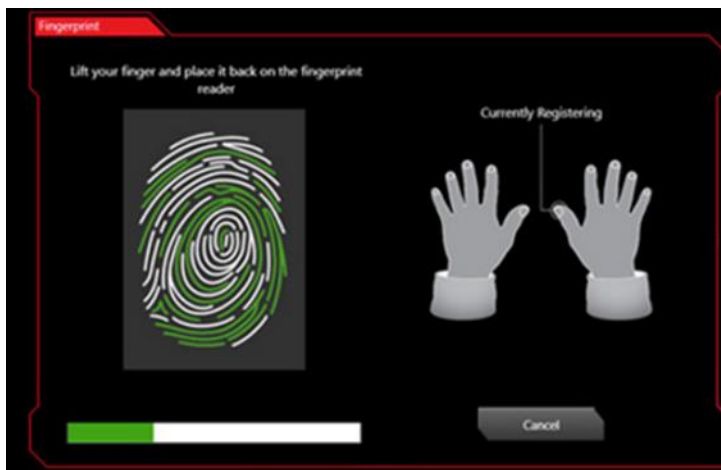 Fingerprint
Lift your finger and place it back on the fingerprint
reader
Currently Registering
Cancel